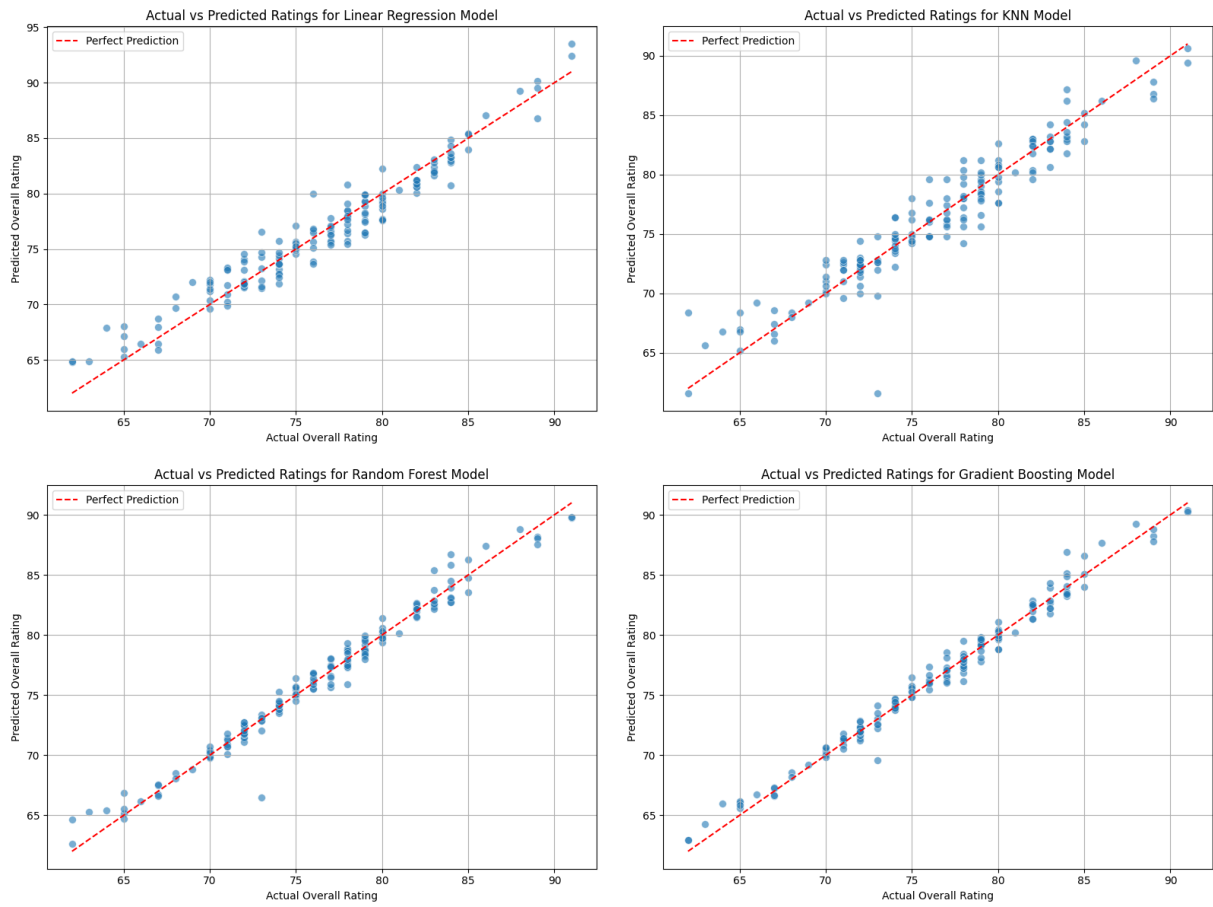 Actual vs Predicted Ratings for Linear Regression Model
Perfect Prediction
95
90
85
80
75
70
65
Predicted Overall Rating
65 70 75 80 85 90
Actual Overall Rating
Actual vs Predicted Ratings for KNN Model
Perfect Prediction
90
85
80
75
70
65
Predicted Overall Rating
65 70 75 80 85 90
Actual Overall Rating
Actual vs Predicted Ratings for Random Forest Model
Perfect Prediction
90
85
80
75
70
65
Predicted Overall Rating
65 70 75 80 85 90
Actual Overall Rating
Actual vs Predicted Ratings for Gradient Boosting Model
Perfect Prediction
90
85
80
75
70
65
Predicted Overall Rating
65 70 75 80 85 90
Actual Overall Rating